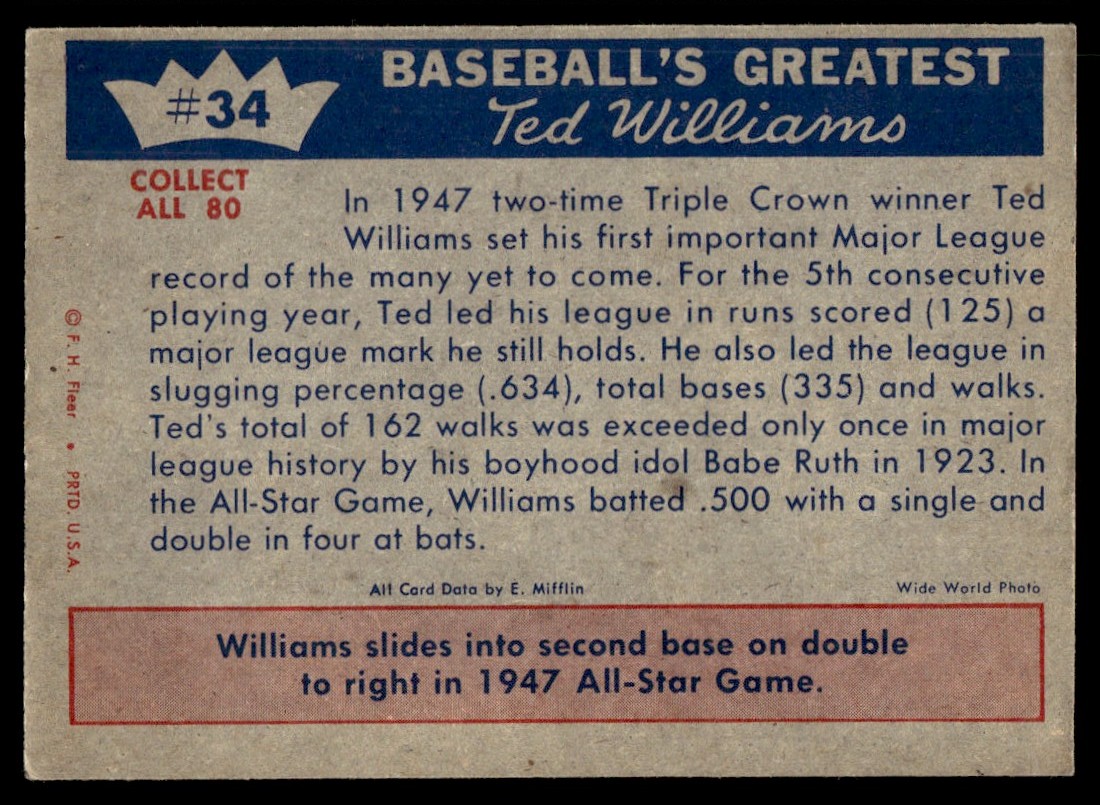 #34
BASEBALL'S GREATEST
Ted Williams
COLLECT
ALL 80
In 1947 two-time Triple Crown winner Ted
Williams set his first important Major League
record of the many yet to come. For the 5th consecutive
playing year, Ted led his league in runs scored (125) a
major league mark he still holds. He also led the league in
slugging percentage (.634), total bases (335) and walks.
Ted's total of 162 walks was exceeded only once in major
league history by his boyhood idol Babe Ruth in 1923. In
the All-Star Game, Williams batted .500 with a single and
double in four at bats.
© F. H. Fleer • PRTD. U.S.A.
All Card Data by E. Mifflin
Wide World Photo
Williams slides into second base on double
to right in 1947 All-Star Game.